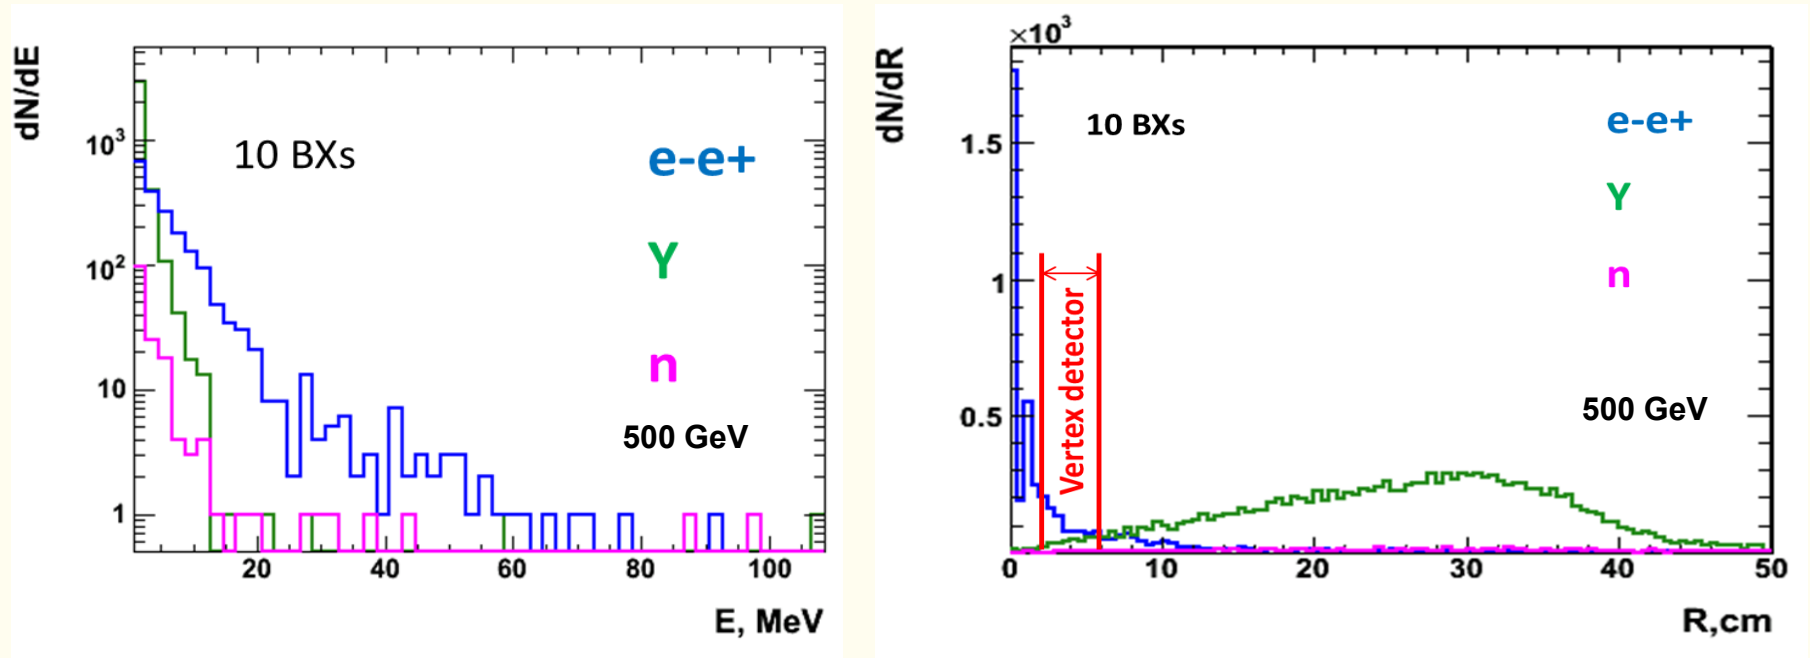 dN/dE
10³
10²
10
1
10 BXs
e-e+
γ
n
500 GeV
20 40 60 80 100
E, MeV
dN/dR
×10³
1.5
1
0.5
10 BXs
e-e+
γ
n
Vertex detector
500 GeV
0 10 20 30 40 50
R,cm